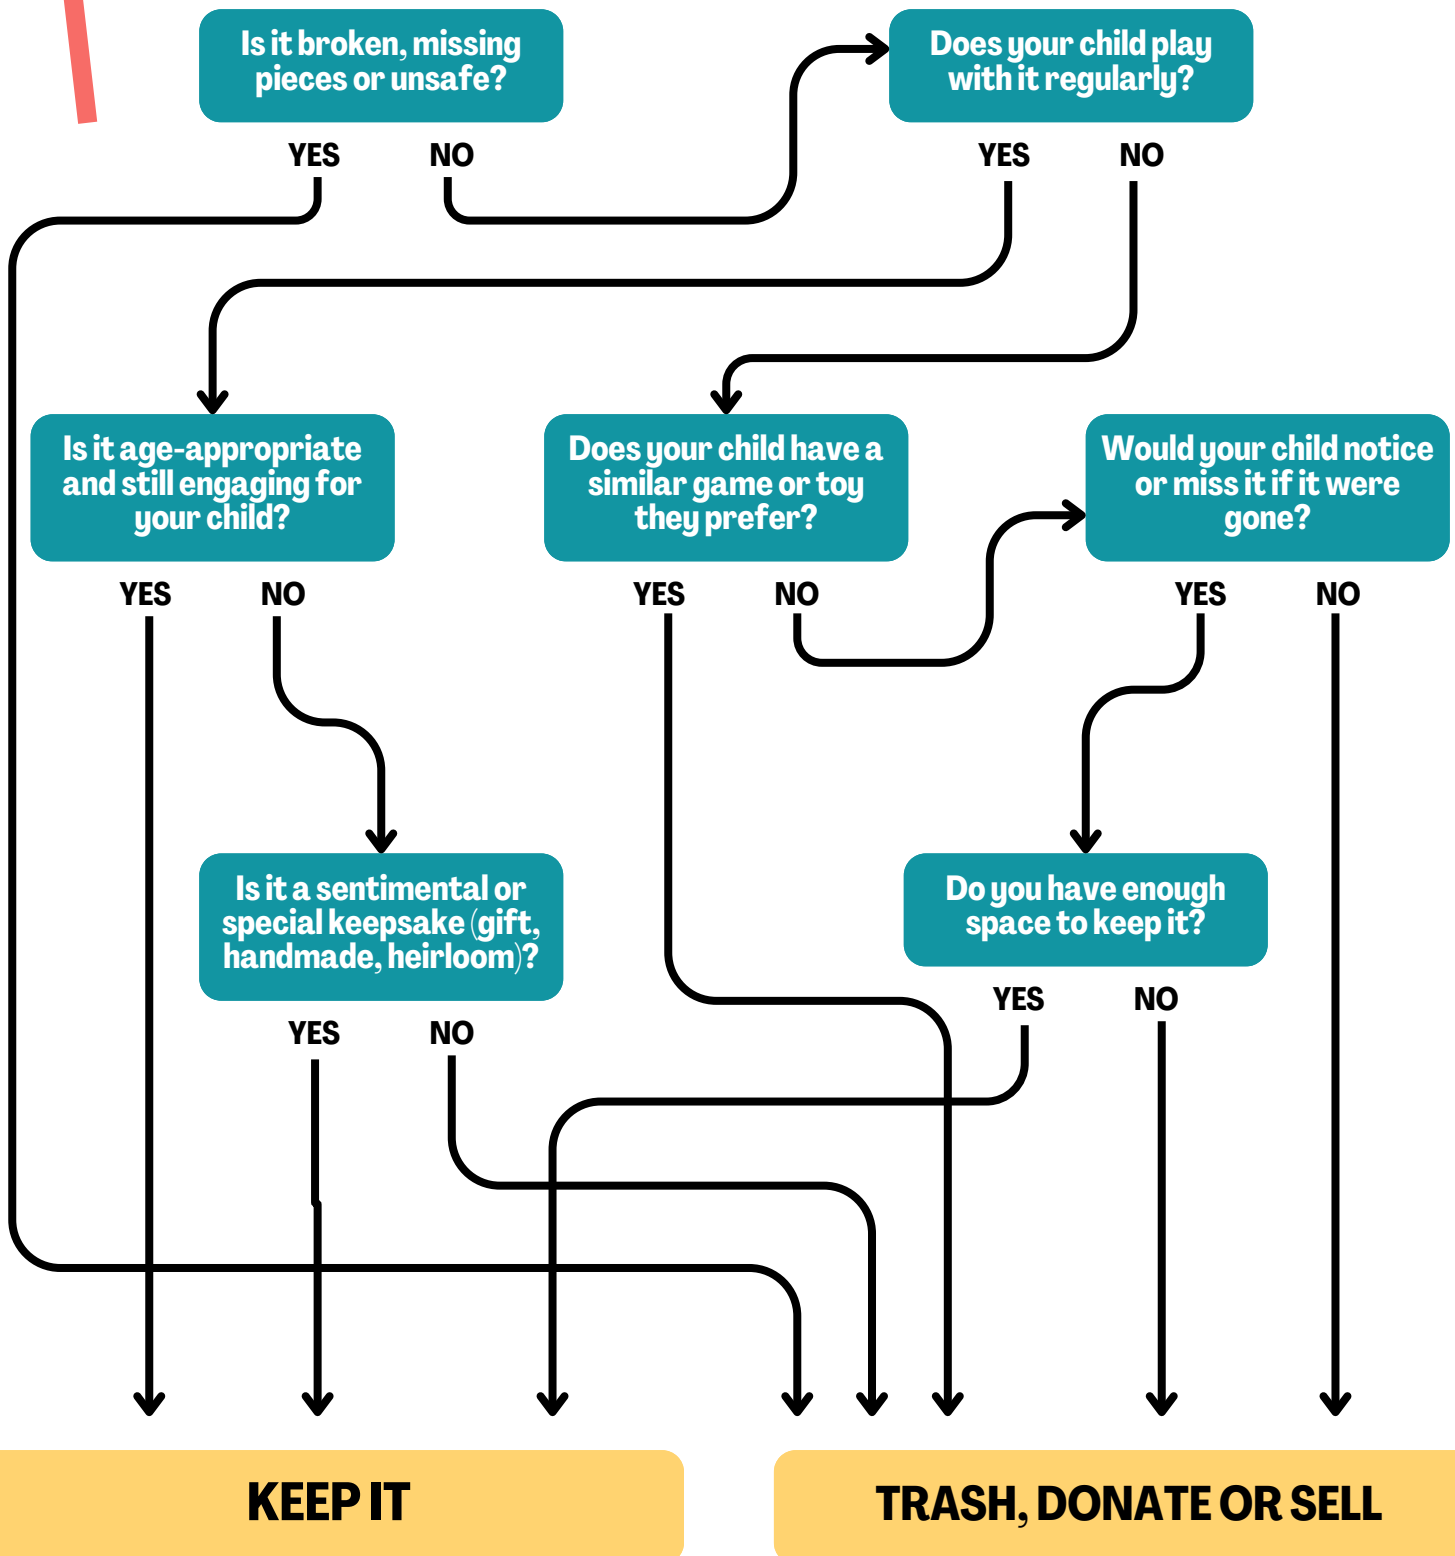 Is it broken, missing
pieces or unsafe?
YES
NO
Does your child play
with it regularly?
YES
NO
Is it age-appropriate
and still engaging for
your child?
YES
NO
Does your child have a
similar game or toy
they prefer?
YES
NO
Would your child notice
or miss it if it were
gone?
YES
NO
Is it a sentimental or
special keepsake (gift,
handmade, heirloom)?
YES
NO
Do you have enough
space to keep it?
YES
NO
KEEP IT
TRASH, DONATE OR SELL